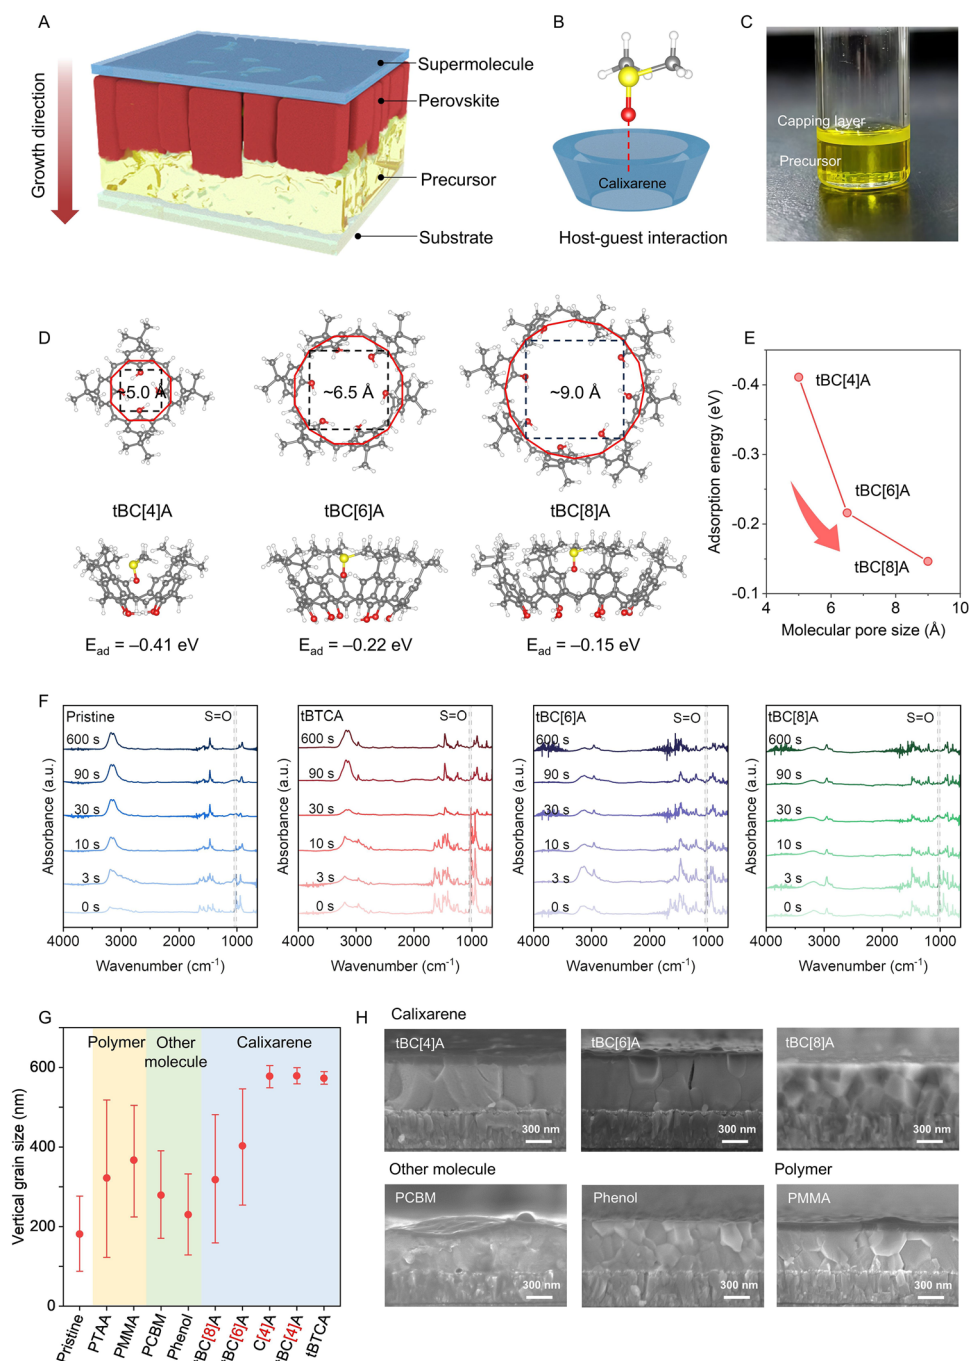 A
Growth direction
Supermolecule
Perovskite
Precursor
Substrate
B
Calixarene
Host-guest interaction
C
Capping layer
Precursor
D
~5.0 Å
~6.5 Å
~9.0 Å
tBC[4]A
tBC[6]A
tBC[8]A
Ead = –0.41 eV
Ead = –0.22 eV
Ead = –0.15 eV
E
Adsorption energy (eV)
-0.4
-0.3
-0.2
-0.1
tBC[4]A
tBC[6]A
tBC[8]A
4 6 8 10
Molecular pore size (Å)
F
Absorbance (a.u.)
Pristine
S=O
600 s
90 s
30 s
10 s
3 s
0 s
4000 3000 2000 1000
Wavenumber (cm-1)
Absorbance (a.u.)
tBTCA
S=O
600 s
90 s
30 s
10 s
3 s
0 s
4000 3000 2000 1000
Wavenumber (cm-1)
Absorbance (a.u.)
tBC[6]A
S=O
600 s
90 s
30 s
10 s
3 s
0 s
4000 3000 2000 1000
Wavenumber (cm-1)
Absorbance (a.u.)
tBC[8]A
S=O
600 s
90 s
30 s
10 s
3 s
0 s
4000 3000 2000 1000
Wavenumber (cm-1)
G
Vertical grain size (nm)
600
400
200
0
Polymer
Other
molecule
Calixarene
Pristine
PTAA
PMMA
PCBM
Phenol
tBC[8]A
tBC[6]A
C[4]A
tBC[4]A
tBTCA
H
Calixarene
tBC[4]A
300 nm
tBC[6]A
300 nm
tBC[8]A
300 nm
Other molecule
Polymer
PCBM
300 nm
Phenol
300 nm
PMMA
300 nm